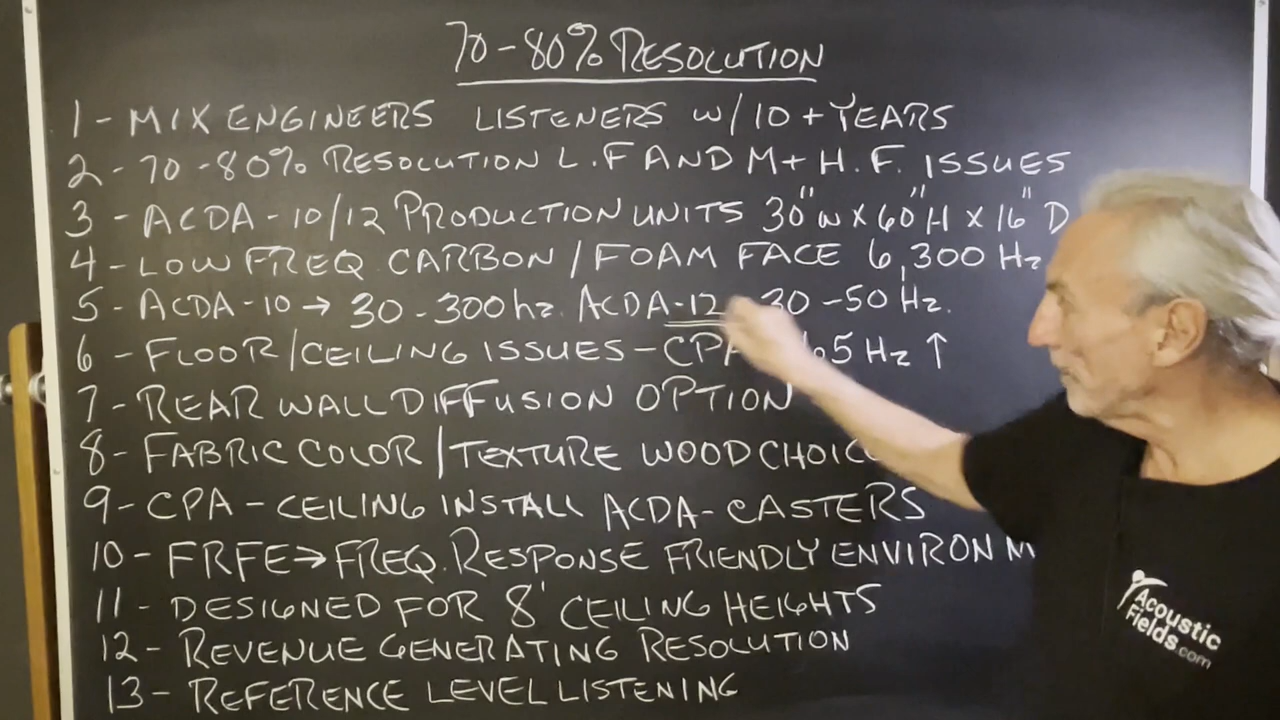 70-80% RESOLUTION
1- MIX ENGINEERS LISTENERS W/10+YEARS
2-70-80% RESOLUTION L.F AND M+H.F. ISSUES
3-ACDA-10/12 PRODUCTION UNITS 30"W X 60"H X 16" D
4-LOW FREQ. CARBON/FOAM FACE 6,300 Hz
5-ACDA-10→ 30-300hz. ACDA-12 30-50 Hz.
6-FLOOR/CEILING ISSUES-CPA 65 Hz ↑
7-REAR WALL DIFFUSION OPTION
8-FABRIC COLOR/TEXTURE WOOD
9-CPA-CEILING INSTALL ACDA-CASTERS
10-FRFE→FREQ. RESPONSE FRIENDLY
11-DESIGNED FOR 8' CEILING HEIGHTS
12-REVENUE GENERATING RESOLUTION
13-REFERENCE LEVEL LISTENING
Acoustic
Fields.com